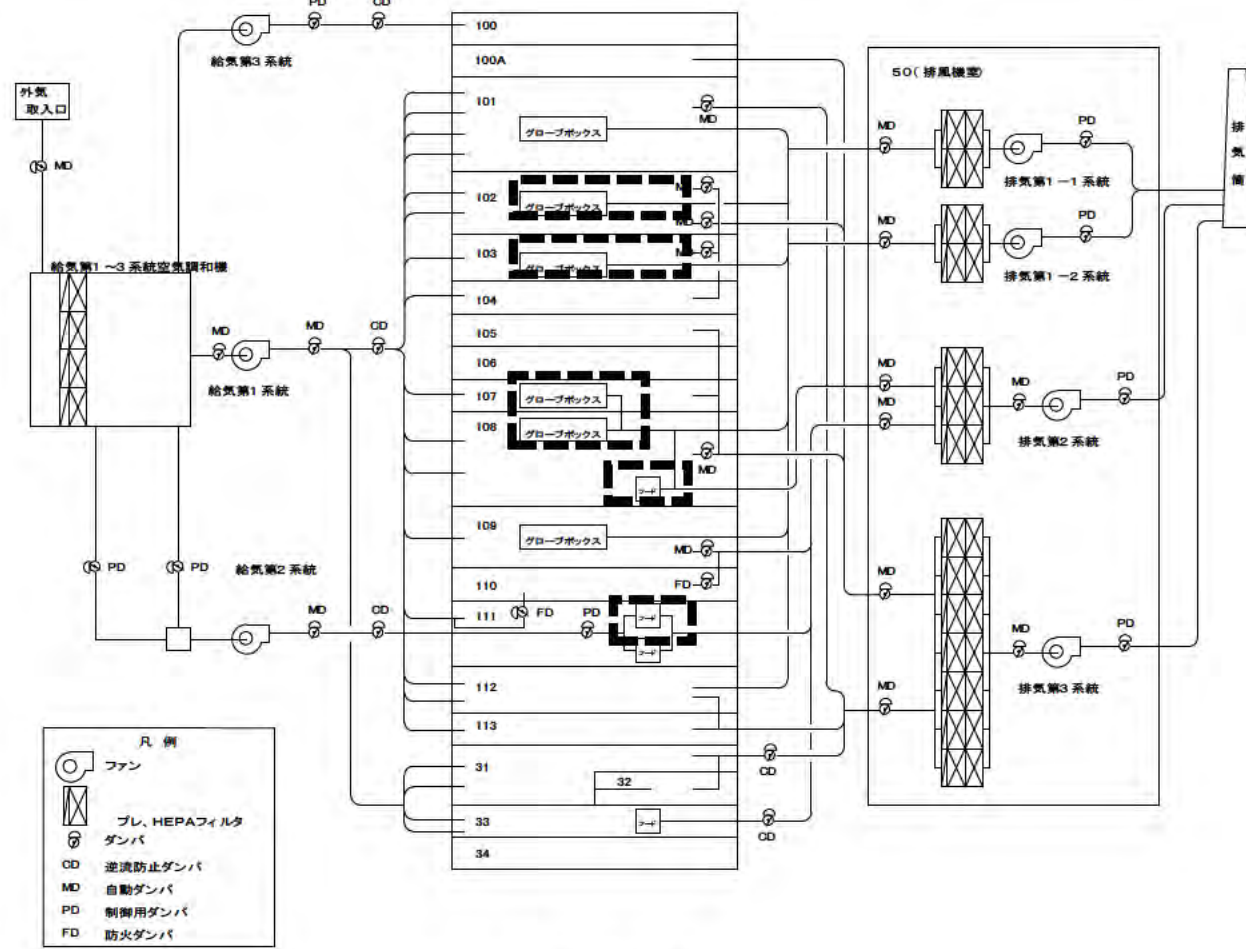 PD
CD
給気第3系統
外気
取入口
MD
給気第1～3系統空気調和機
MD
MD
CD
給気第1系統
PD
PD
給気第2系統
MD
CD
100
100A
101
グローブボックス
MD
102
グローブボックス
MD
103
グローブボックス
104
105
106
107
グローブボックス
108
グローブボックス
MD
フード
109
グローブボックス
MD
110
FD
111
FD
PD
フード
フード
112
113
31
32
CD
33
フード
CD
34
50(排風機室)
MD
PD
排気第1－1系統
MD
PD
排気第1－2系統
MD
MD
MD
PD
排気第2系統
MD
MD
PD
MD
排気第3系統
排
気
筒
凡 例
ファン
プレ、HEPAフィルタ
ダンパ
CD 逆流防止ダンパ
MD 自動ダンパ
PD 制御用ダンパ
FD 防火ダンパ